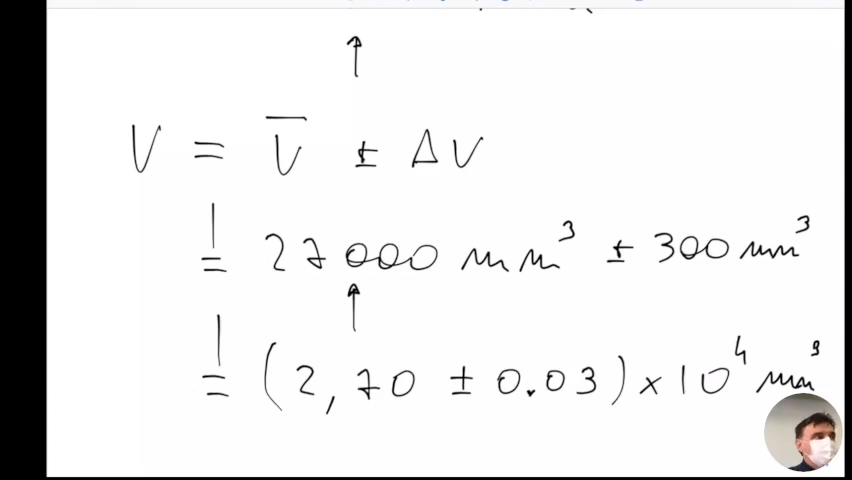 ↑
V = V̅ ± ΔV
! = 27000 mm³ ± 300 mm³
↑
! = (2,70 ± 0.03) × 10⁴ mm³